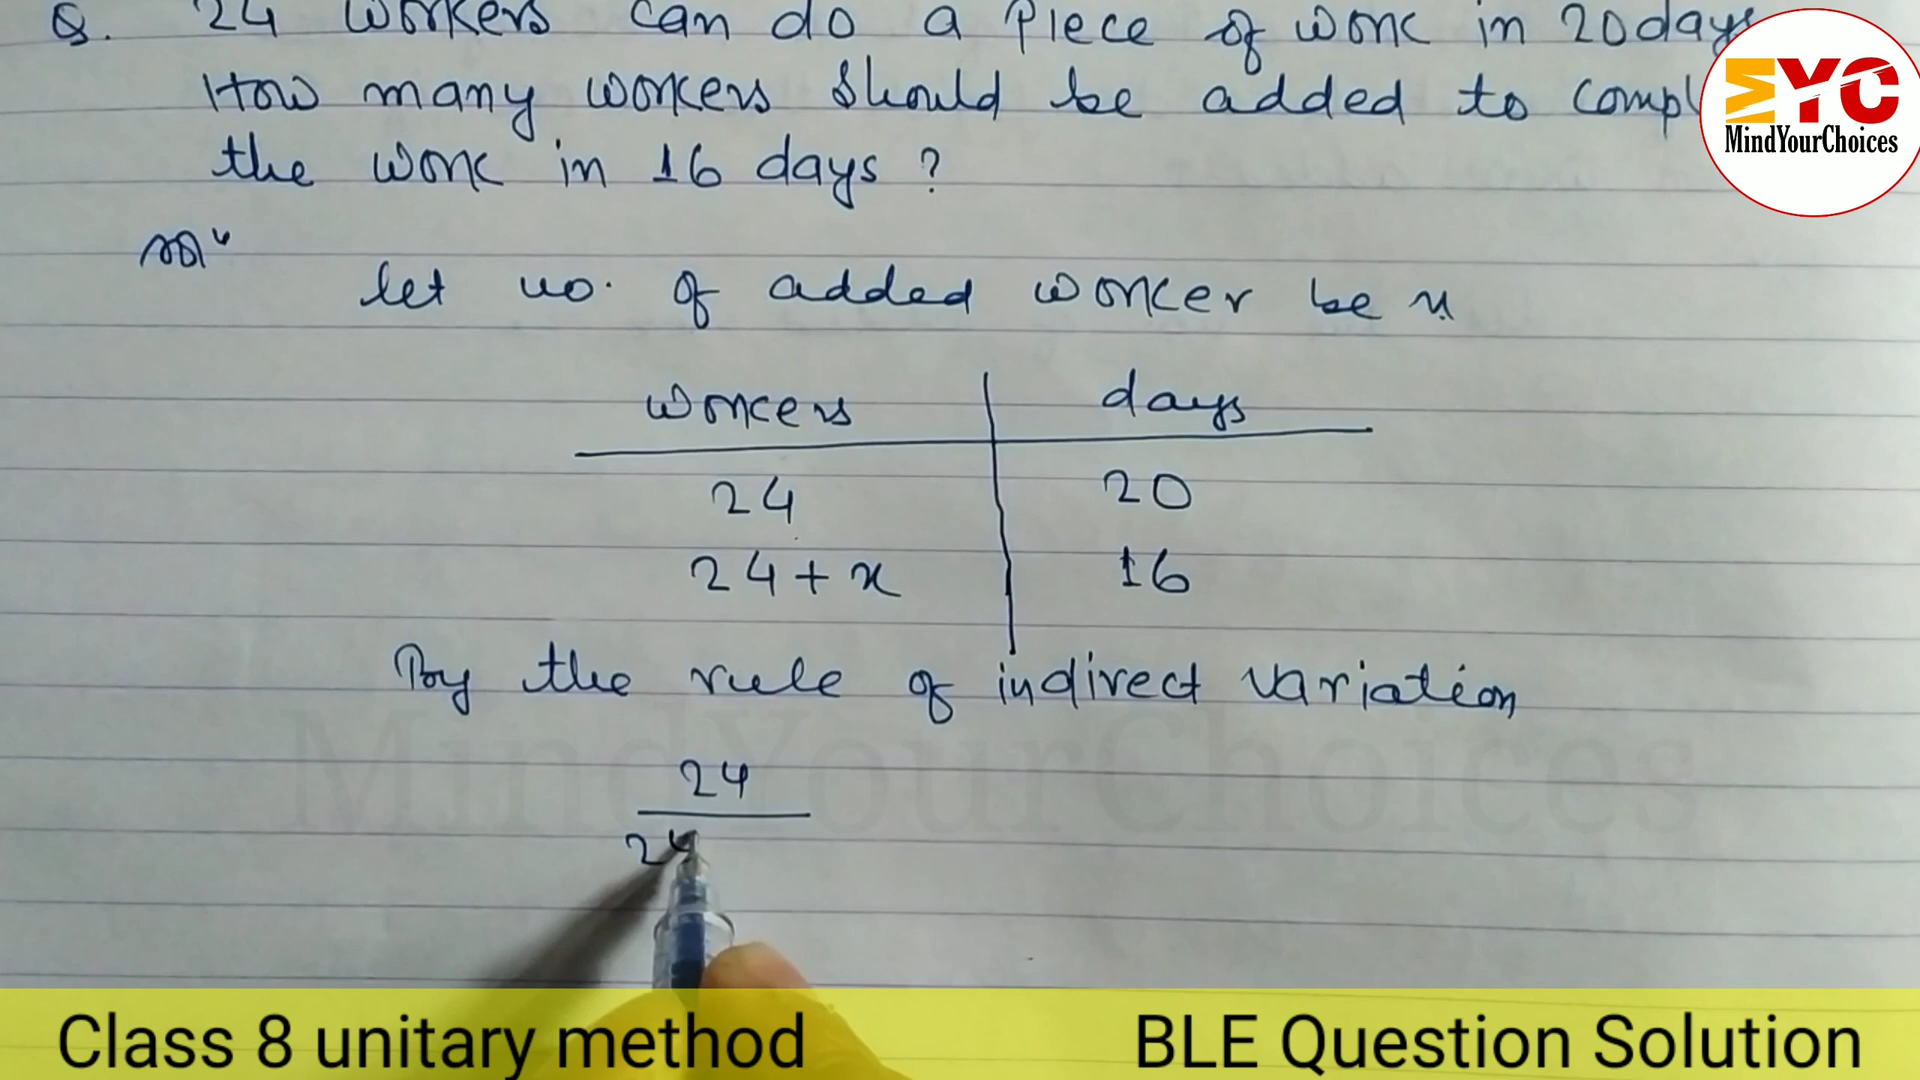 Q. 24 workers can do a piece of work in 20days
How many workers should be added to compl
the work in 16 days ?
MYC
MindYourChoices
solⁿ
let no. of added worker be x
workers days
24 20
24+x 16
By the rule of indirect variation
MindYourChoices
24
24
Class 8 unitary method BLE Question Solution